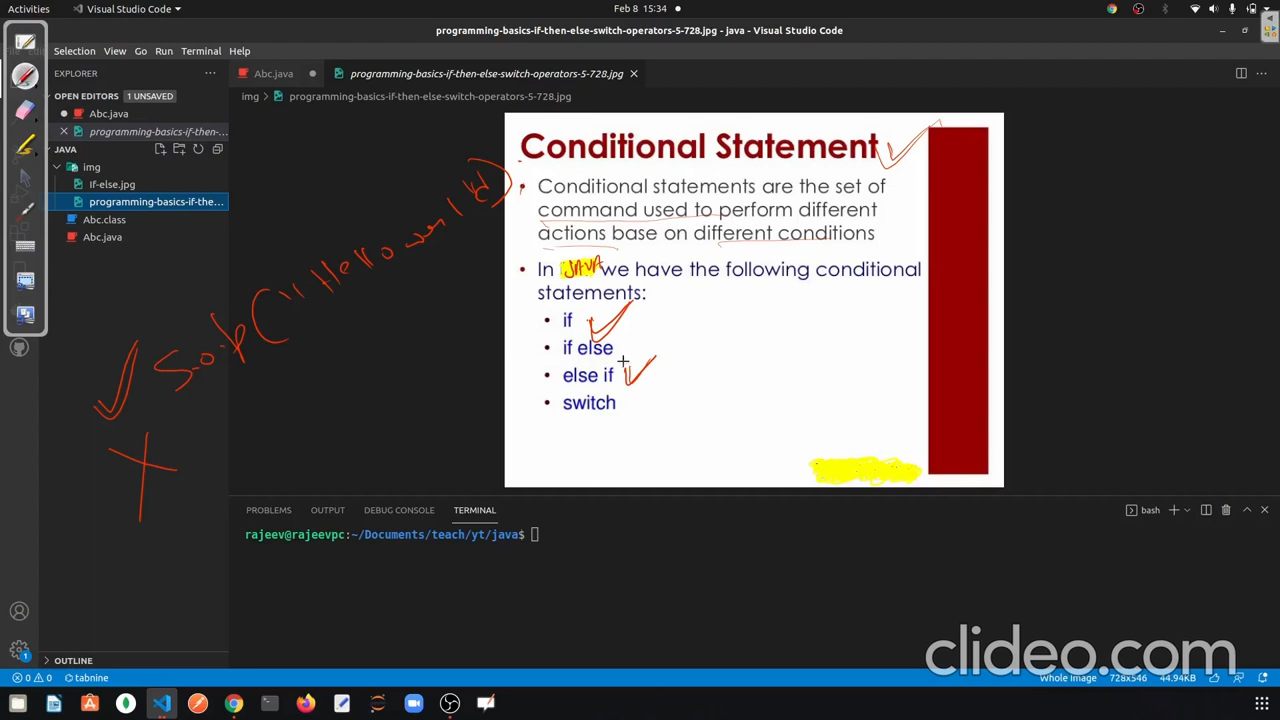 Activities
Visual Studio Code
Feb 8 15:34
programming-basics-if-then-else-switch-operators-5-728.jpg - java - Visual Studio Code
Selection View Go Run Terminal Help
EXPLORER
Abc.java
programming-basics-if-then-else-switch-operators-5-728.jpg
OPEN EDITORS 1 UNSAVED
img > programming-basics-if-then-else-switch-operators-5-728.jpg
Abc.java
programming-basics-if-then-...
JAVA
img
If-else.jpg
programming-basics-if-the...
Abc.class
Abc.java
Conditional Statement
• Conditional statements are the set of
command used to perform different
actions base on different conditions
• In JAVA we have the following conditional
statements:
• if
• if else
• else if
• switch
S.o.p("Hello world)
PROBLEMS OUTPUT DEBUG CONSOLE TERMINAL
bash
rajeev@rajeevpc:~/Documents/teach/yt/java$
OUTLINE
clideo.com
0 0 tabnine
Whole Image 728x546 44.94KB
1